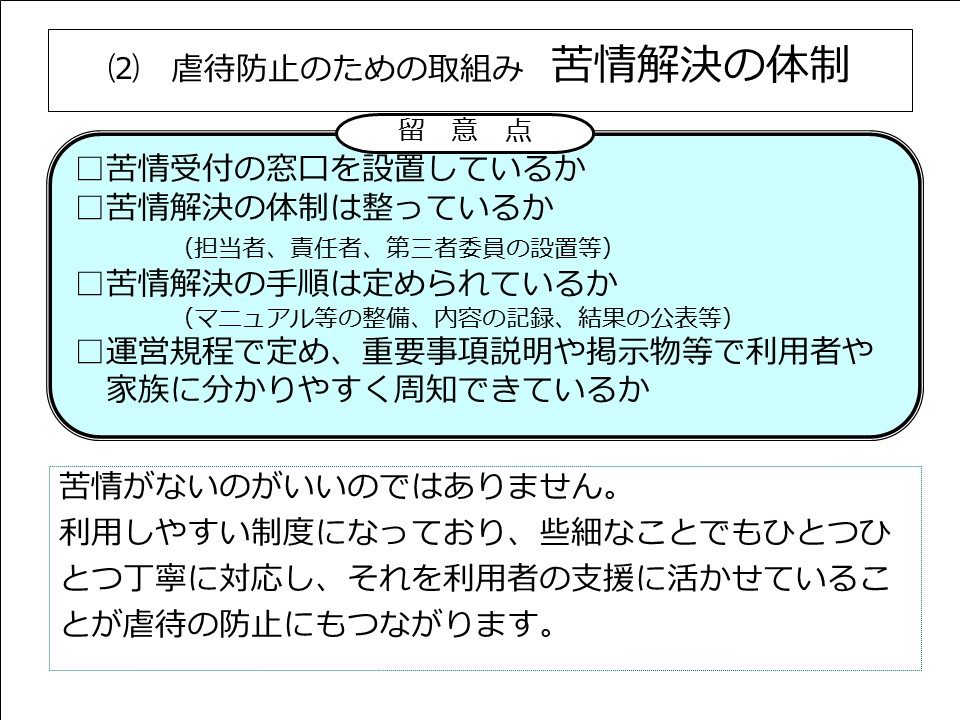 ⑵　虐待防止のための取組み　苦情解決の体制
留　意　点
□苦情受付の窓口を設置しているか
□苦情解決の体制は整っているか
（担当者、責任者、第三者委員の設置等）
□苦情解決の手順は定められているか
（マニュアル等の整備、内容の記録、結果の公表等）
□運営規程で定め、重要事項説明や掲示物等で利用者や
家族に分かりやすく周知できているか
苦情がないのがいいのではありません。
利用しやすい制度になっており、些細なことでもひとつひ
とつ丁寧に対応し、それを利用者の支援に活かせているこ
とが虐待の防止にもつながります。